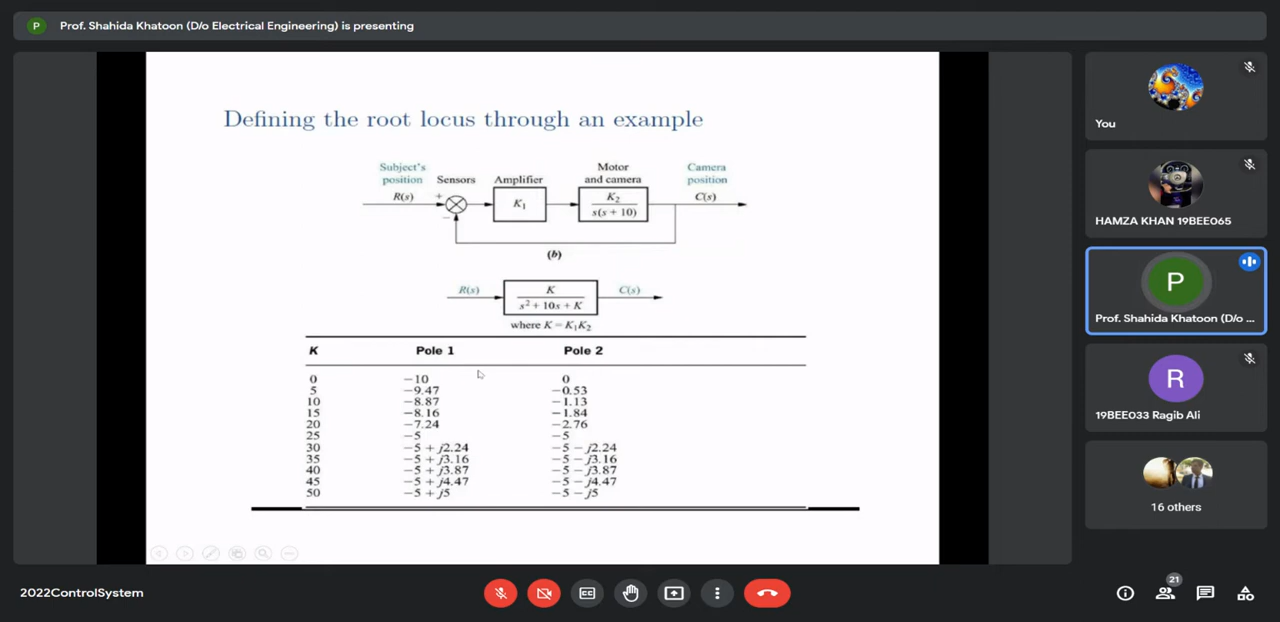 P Prof. Shahida Khatoon (D/o Electrical Engineering) is presenting
Defining the root locus through an example
Subject's position Sensors Amplifier Motor and camera Camera position
R(s) + − K₁ K₂ / s(s + 10) C(s)
(b)
R(s) K / s² + 10s + K C(s)
where K = K₁K₂
K Pole 1 Pole 2
0 −10 0
5 −9.47 −0.53
10 −8.87 −1.13
15 −8.16 −1.84
20 −7.24 −2.76
25 −5 −5
30 −5 + j2.24 −5 − j2.24
35 −5 + j3.16 −5 − j3.16
40 −5 + j3.87 −5 − j3.87
45 −5 + j4.47 −5 − j4.47
50 −5 + j5 −5 − j5
You
HAMZA KHAN 19BEE065
P
Prof. Shahida Khatoon (D/o ...
R
19BEE033 Ragib Ali
16 others
2022ControlSystem
21